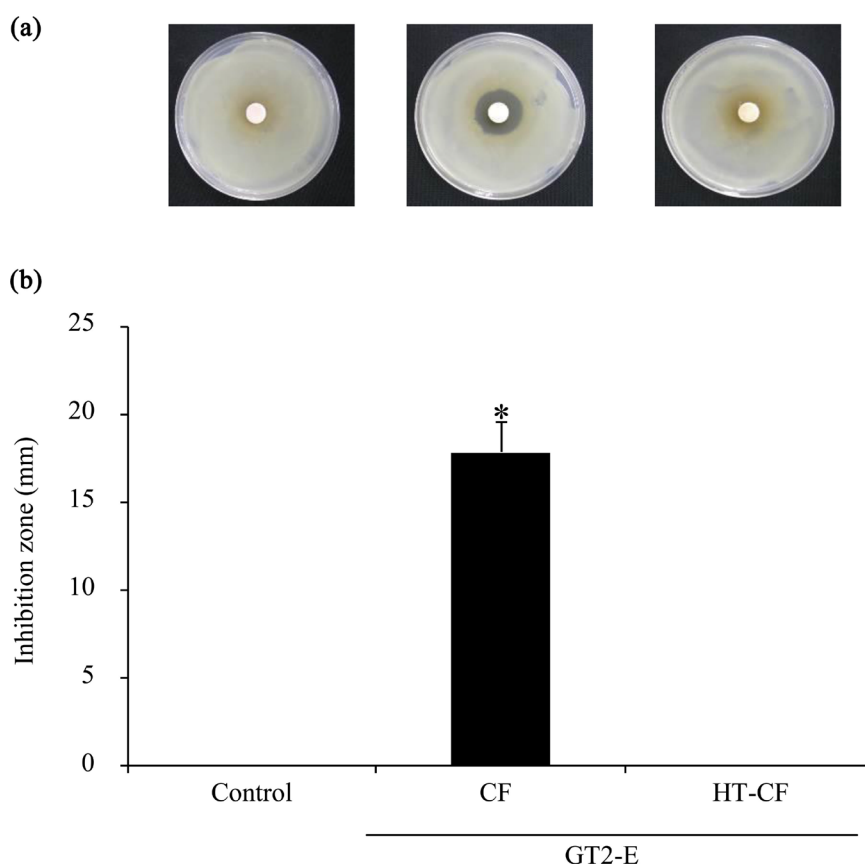 (a)
(b)
25
20
15
10
5
0
Inhibition zone (mm)
*
Control CF HT-CF
GT2-E